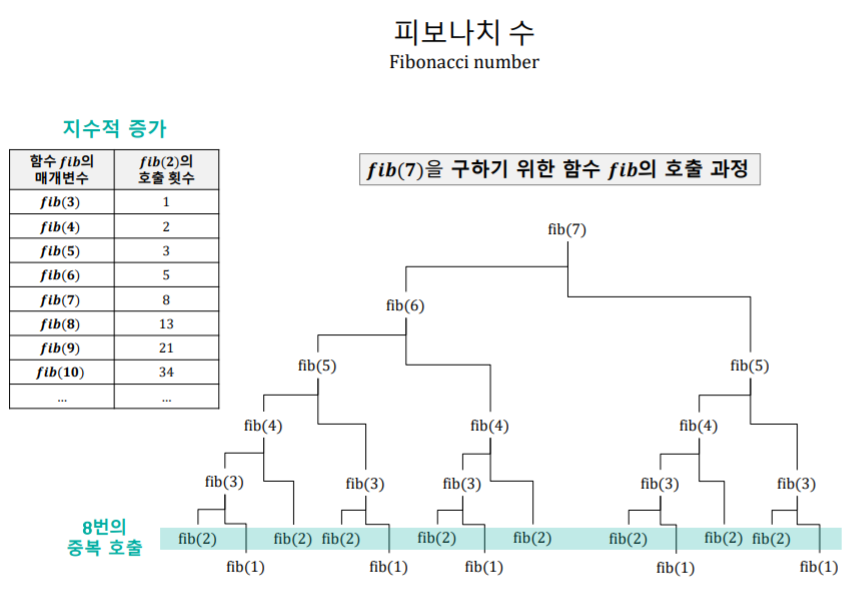 피보나치 수
Fibonacci number
지수적 증가
함수 fib의 매개변수 fib(2)의 호출 횟수
fib(3) 1
fib(4) 2
fib(5) 3
fib(6) 5
fib(7) 8
fib(8) 13
fib(9) 21
fib(10) 34
... ...
fib(7)을 구하기 위한 함수 fib의 호출 과정
fib(7)
fib(6)
fib(5) fib(5)
fib(4) fib(4) fib(4)
fib(3) fib(3) fib(3) fib(3) fib(3)
8번의
중복 호출
fib(2) fib(2) fib(2) fib(2) fib(2) fib(2) fib(2) fib(2)
fib(1) fib(1) fib(1) fib(1) fib(1)